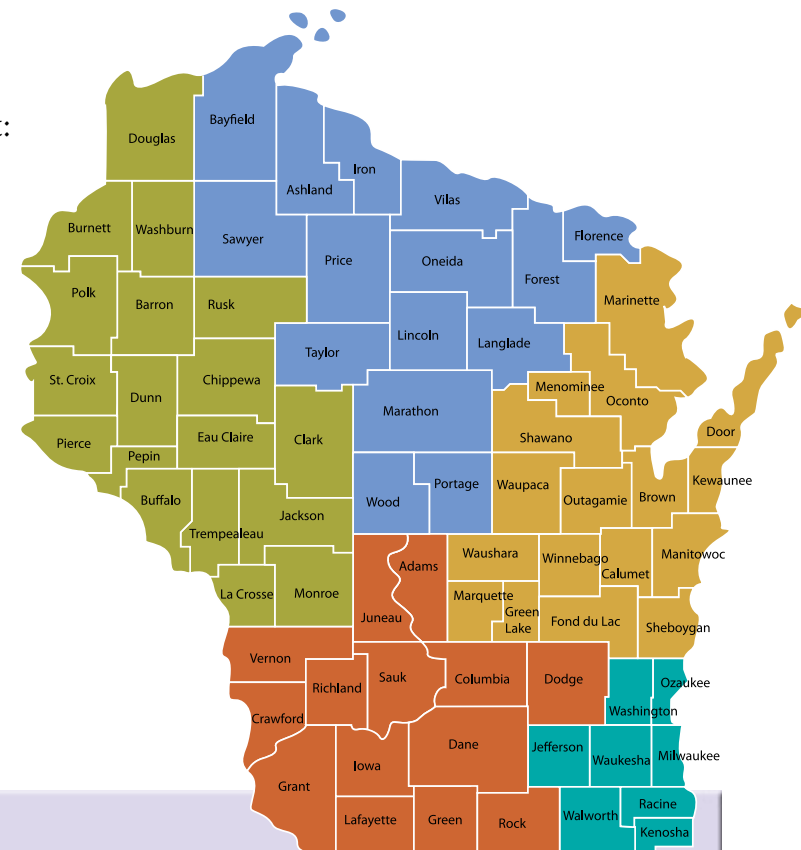 t:
Bayfield
Douglas
Iron
Ashland
Vilas
Burnett
Washburn
Sawyer
Florence
Price
Oneida
Forest
Polk
Marinette
Barron
Rusk
Lincoln
Langlade
Taylor
St. Croix
Chippewa
Menominee
Dunn
Oconto
Marathon
Door
Eau Claire
Clark
Shawano
Pierce
Pepin
Kewaunee
Portage
Waupaca
Brown
Buffalo
Wood
Outagamie
Jackson
Trempealeau
Waushara
Manitowoc
Winnebago
Adams
Calumet
La Crosse
Monroe
Marquette
Green
Lake
Juneau
Fond du Lac
Sheboygan
Vernon
Sauk
Columbia
Dodge
Ozaukee
Richland
Washington
Crawford
Dane
Jefferson
Milwaukee
Waukesha
Iowa
Grant
Racine
Lafayette
Green
Rock
Walworth
Kenosha